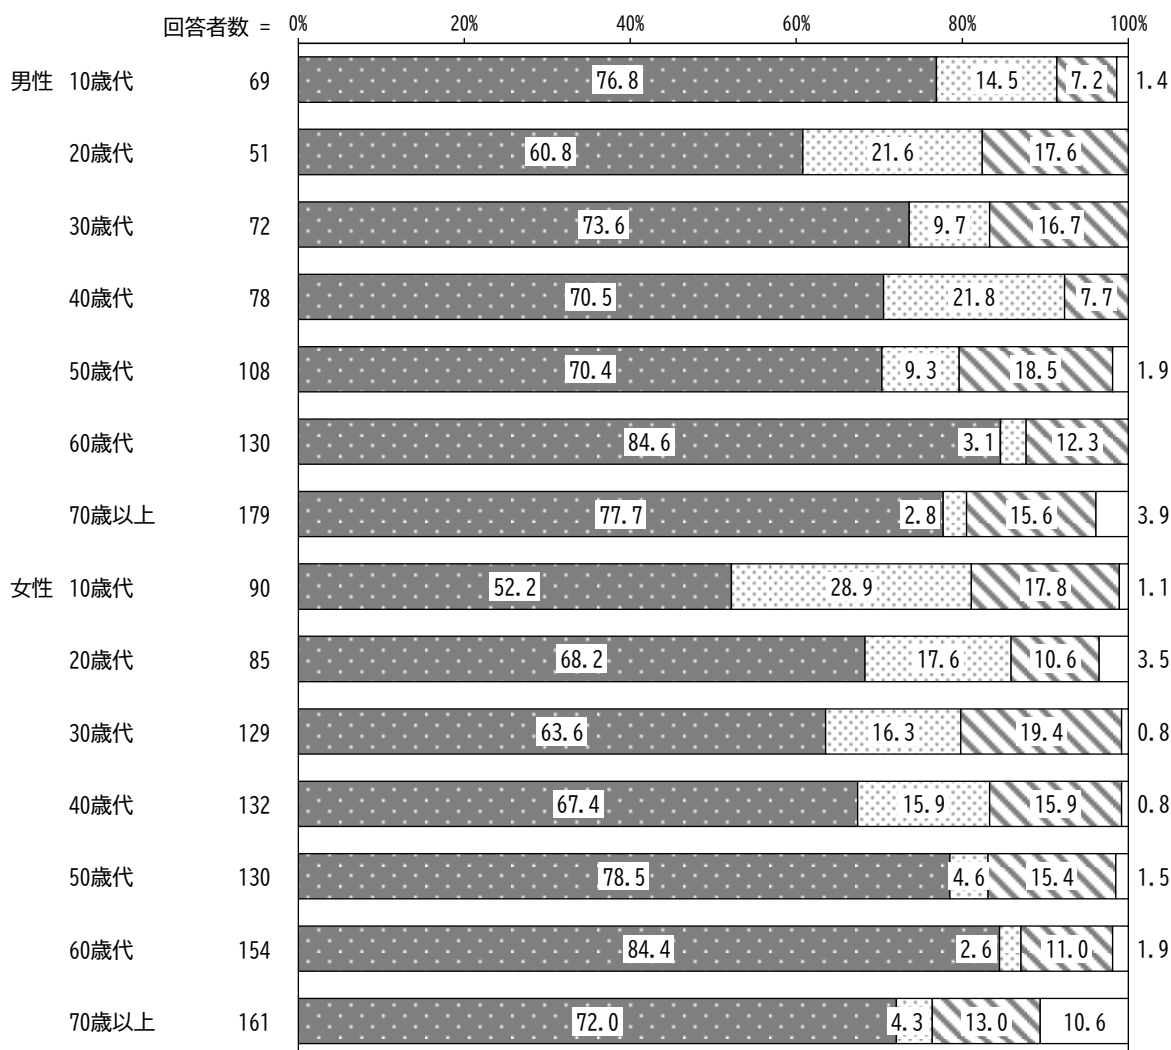 回答者数 = 0% 20% 40% 60% 80% 100%
男性 10歳代 69 76.8 14.5 7.2 1.4
20歳代 51 60.8 21.6 17.6
30歳代 72 73.6 9.7 16.7
40歳代 78 70.5 21.8 7.7
50歳代 108 70.4 9.3 18.5 1.9
60歳代 130 84.6 3.1 12.3
70歳以上 179 77.7 2.8 15.6 3.9
女性 10歳代 90 52.2 28.9 17.8 1.1
20歳代 85 68.2 17.6 10.6 3.5
30歳代 129 63.6 16.3 19.4 0.8
40歳代 132 67.4 15.9 15.9 0.8
50歳代 130 78.5 4.6 15.4 1.5
60歳代 154 84.4 2.6 11.0 1.9
70歳以上 161 72.0 4.3 13.0 10.6